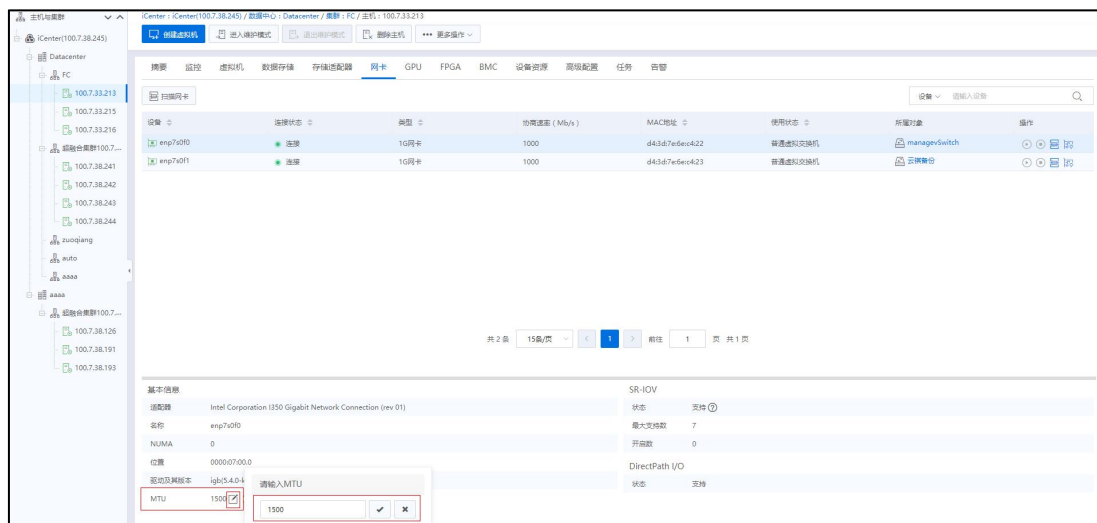 主机与集群
iCenter : iCenter(100.7.38.245) / 数据中心 : Datacenter / 集群 : FC / 主机 : 100.7.33.213
iCenter(100.7.38.245)
Datacenter
FC
100.7.33.213
100.7.33.215
100.7.33.216
超融合集群100.7....
100.7.38.241
100.7.38.242
100.7.38.243
100.7.38.244
zuoqiang
auto
aaaa
aaaa
超融合集群100.7....
100.7.38.126
100.7.38.191
100.7.38.193
创建虚拟机 进入维护模式 退出维护模式 删除主机 ••• 更多操作
摘要 监控 虚拟机 数据存储 存储适配器 网卡 GPU FPGA BMC 设备资源 高级配置 任务 告警
扫描网卡 设备 请输入设备
设备 连接状态 类型 协商速率 ( Mb/s ) MAC地址 使用状态 所属对象 操作
enp7s0f0 连接 1G网卡 1000 d4:3d:7e:6e:c4:22 普通虚拟交换机 managevSwitch
enp7s0f1 连接 1G网卡 1000 d4:3d:7e:6e:c4:23 普通虚拟交换机 云祺备份
共 2 条 15条/页 < 1 > 前往 1 页 共 1 页
基本信息
适配器 Intel Corporation I350 Gigabit Network Connection (rev 01)
名称 enp7s0f0
NUMA 0
位置 0000:07:00.0
驱动及其版本 igb(5.4.0-k
MTU 1500
请输入MTU
1500
SR-IOV
状态 支持
最大支持数 7
开启数 0
DirectPath I/O
状态 支持